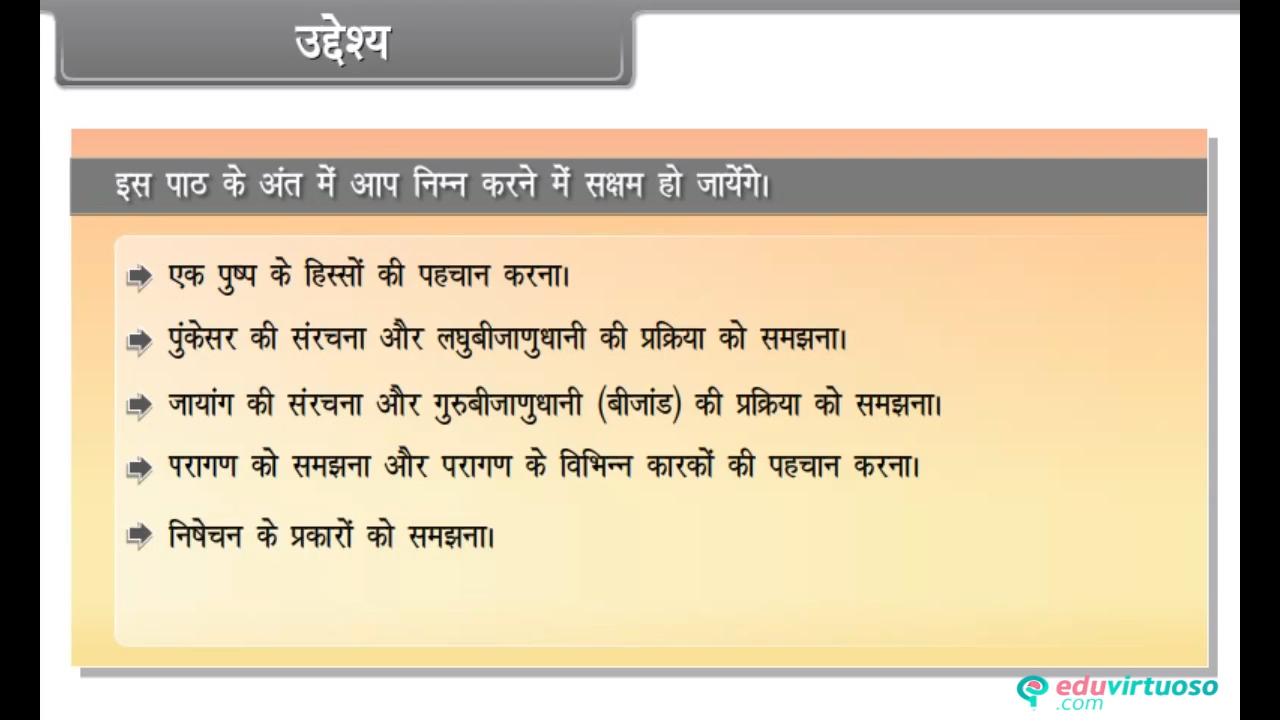 उद्देश्य
इस पाठ के अंत में आप निम्न करने में सक्षम हो जायेंगे।
एक पुष्प के हिस्सों की पहचान करना।
पुंकेसर की संरचना और लघुबीजाणुधानी की प्रक्रिया को समझना।
जायांग की संरचना और गुरुबीजाणुधानी (बीजांड) की प्रक्रिया को समझना।
परागण को समझना और परागण के विभिन्न कारकों की पहचान करना।
निषेचन के प्रकारों को समझना।
eduvirtuoso
.com